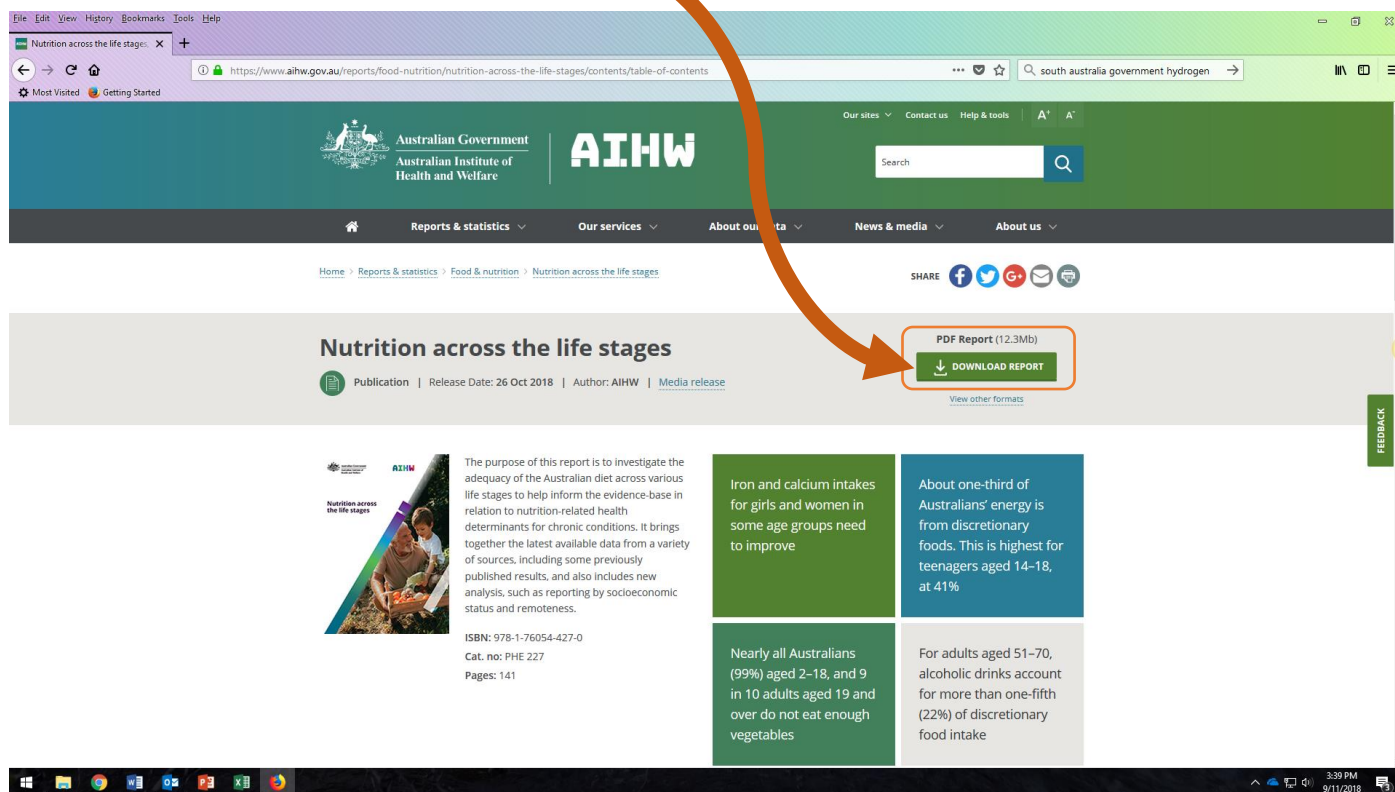 File Edit View History Bookmarks Tools Help
Nutrition across the life stages,
https://www.aihw.gov.au/reports/food-nutrition/nutrition-across-the-life-stages/contents/table-of-contents
south australia government hydrogen
Most Visited Getting Started
Our sites Contact us Help & tools A+ A-
Australian Government
Australian Institute of
Health and Welfare
AIHW
Search
Reports & statistics Our services About our News & media About us
Home > Reports & statistics > Food & nutrition > Nutrition across the life stages
SHARE
Nutrition across the life stages
Publication | Release Date: 26 Oct 2018 | Author: AIHW | Media release
PDF Report (12.3Mb)
DOWNLOAD REPORT
View other formats
FEEDBACK
AIHW
Nutrition across
the life stages
The purpose of this report is to investigate the
adequacy of the Australian diet across various
life stages to help inform the evidence-base in
relation to nutrition-related health
determinants for chronic conditions. It brings
together the latest available data from a variety
of sources, including some previously
published results, and also includes new
analysis, such as reporting by socioeconomic
status and remoteness.
ISBN: 978-1-76054-427-0
Cat. no: PHE 227
Pages: 141
Iron and calcium intakes
for girls and women in
some age groups need
to improve
About one-third of
Australians' energy is
from discretionary
foods. This is highest for
teenagers aged 14–18,
at 41%
Nearly all Australians
(99%) aged 2–18, and 9
in 10 adults aged 19 and
over do not eat enough
vegetables
For adults aged 51–70,
alcoholic drinks account
for more than one-fifth
(22%) of discretionary
food intake
3:39 PM
9/11/2018